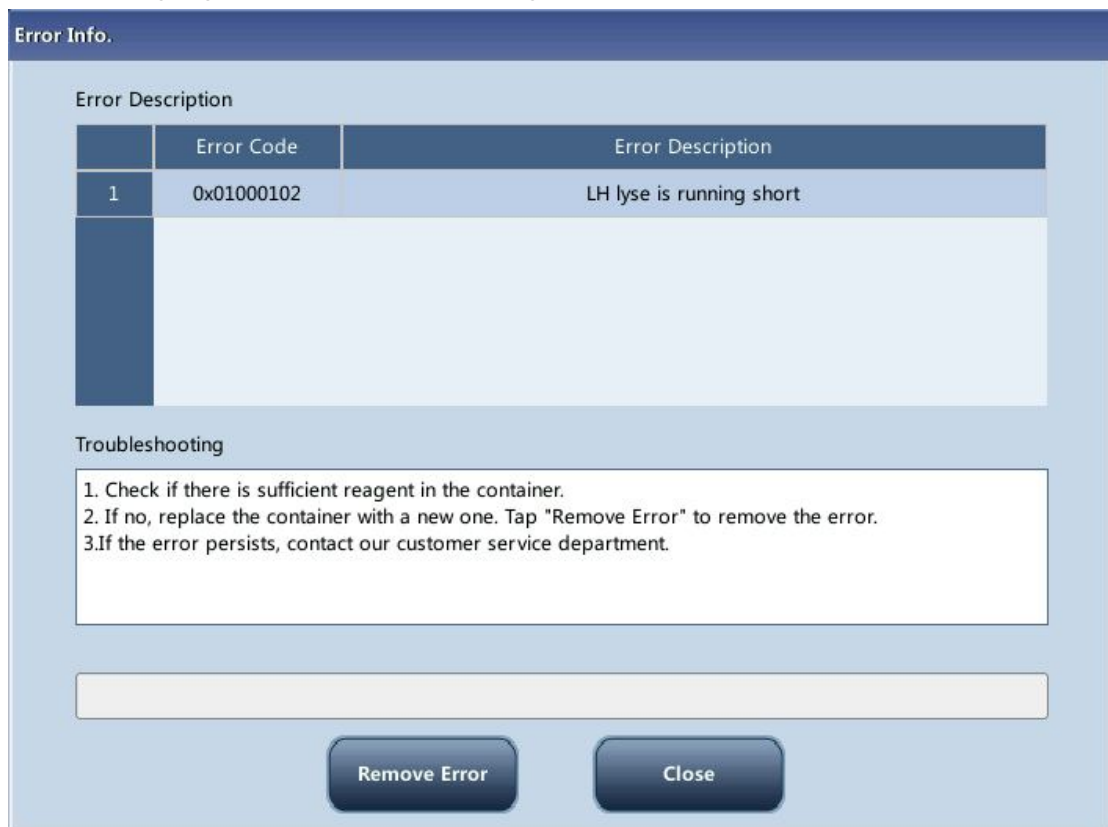 Error Info.
Error Description
Error Code Error Description
1 0x01000102 LH lyse is running short
Troubleshooting
1. Check if there is sufficient reagent in the container.
2. If no, replace the container with a new one. Tap "Remove Error" to remove the error.
3.If the error persists, contact our customer service department.
Remove Error Close